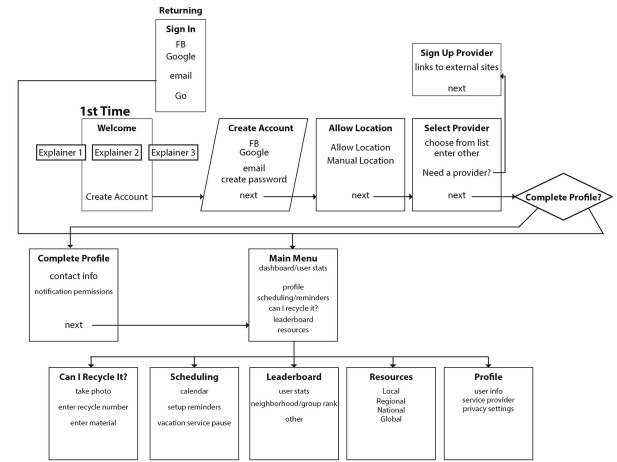 Returning
Sign In
FB
Google
email
Go
Sign Up Provider
links to external sites
next
1st Time
Welcome
Explainer 1
Explainer 2
Explainer 3
Create Account
Create Account
FB
Google
email
create password
next
Allow Location
Allow Location
Manual Location
next
Select Provider
choose from list
enter other
Need a provider?
next
Complete Profile?
Complete Profile
contact info
notification permissions
next
Main Menu
dashboard/user stats
profile
scheduling/reminders
can I recycle it?
leaderboard
resources
Can I Recycle It?
take photo
enter recycle number
enter material
Scheduling
calendar
setup reminders
vacation service pause
Leaderboard
user stats
neighborhood/group rank
other
Resources
Local
Regional
National
Global
Profile
user info
service provider
privacy settings